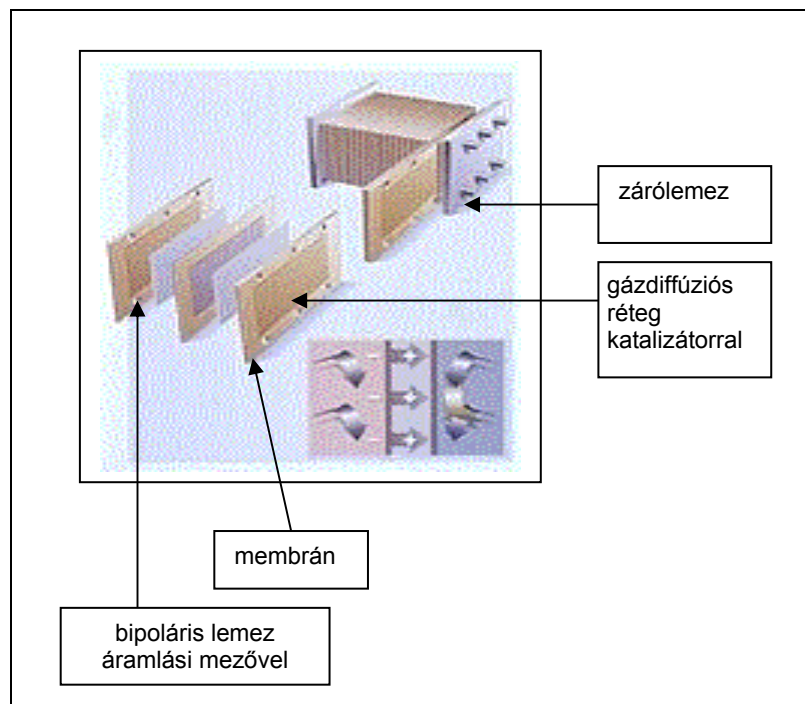 zárólemez
gázdiffúziós
réteg
katalizátorral
membrán
bipoláris lemez
áramlási mezővel